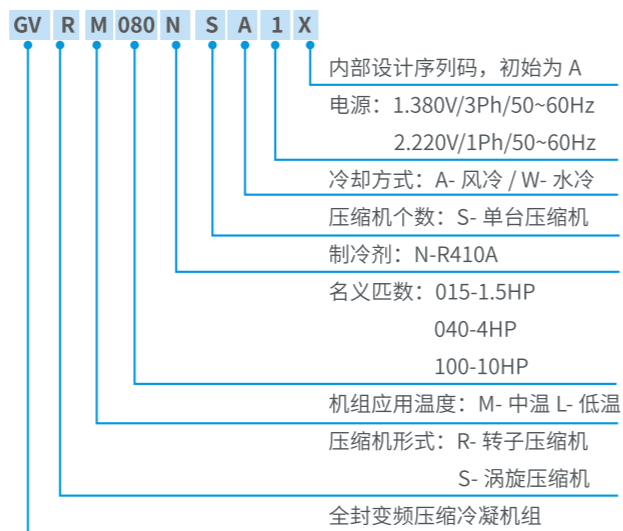 GV R M 080 N S A 1 X
内部设计序列码，初始为 A
电源：1.380V/3Ph/50~60Hz
2.220V/1Ph/50~60Hz
冷却方式：A- 风冷 / W- 水冷
压缩机个数：S- 单台压缩机
制冷剂：N-R410A
名义匹数：015-1.5HP
040-4HP
100-10HP
机组应用温度：M- 中温 L- 低温
压缩机形式：R- 转子压缩机
S- 涡旋压缩机
全封变频压缩冷凝机组